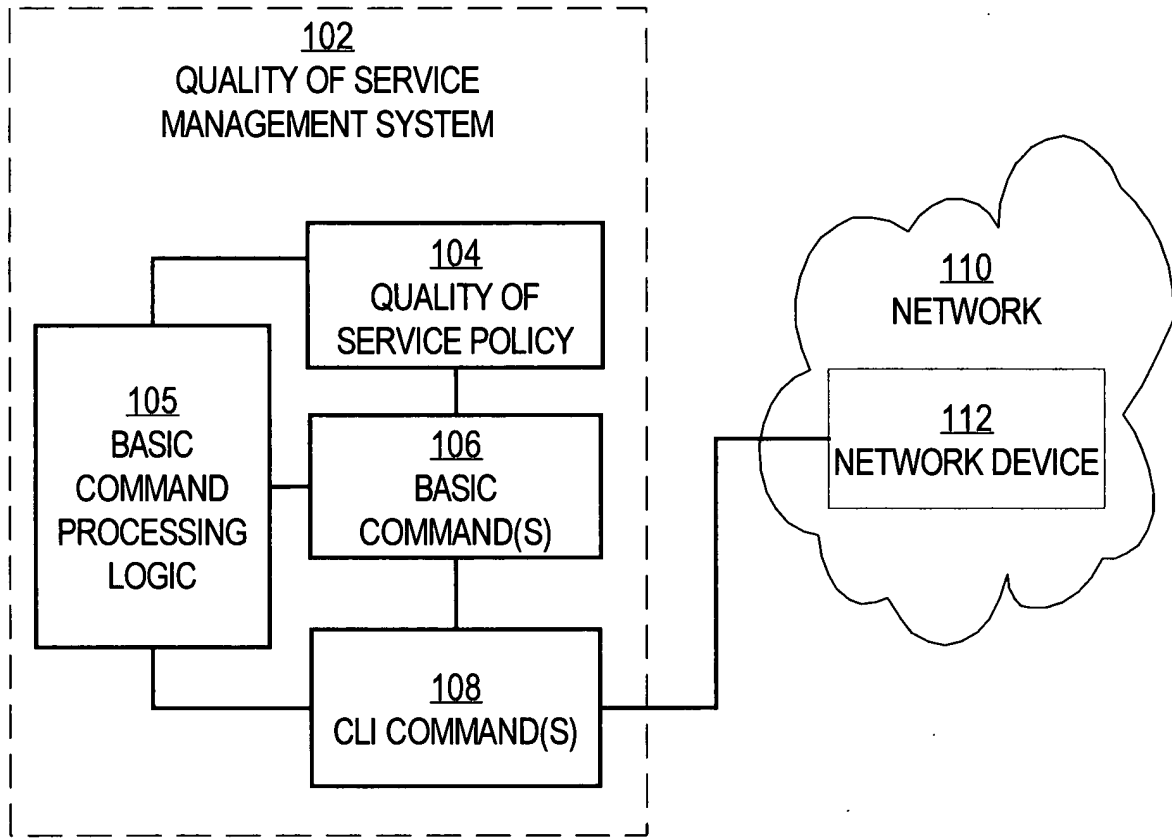 102
QUALITY OF SERVICE
MANAGEMENT SYSTEM
104
QUALITY OF
SERVICE POLICY
105
BASIC
COMMAND
PROCESSING
LOGIC
106
BASIC
COMMAND(S)
108
CLI COMMAND(S)
110
NETWORK
112
NETWORK DEVICE